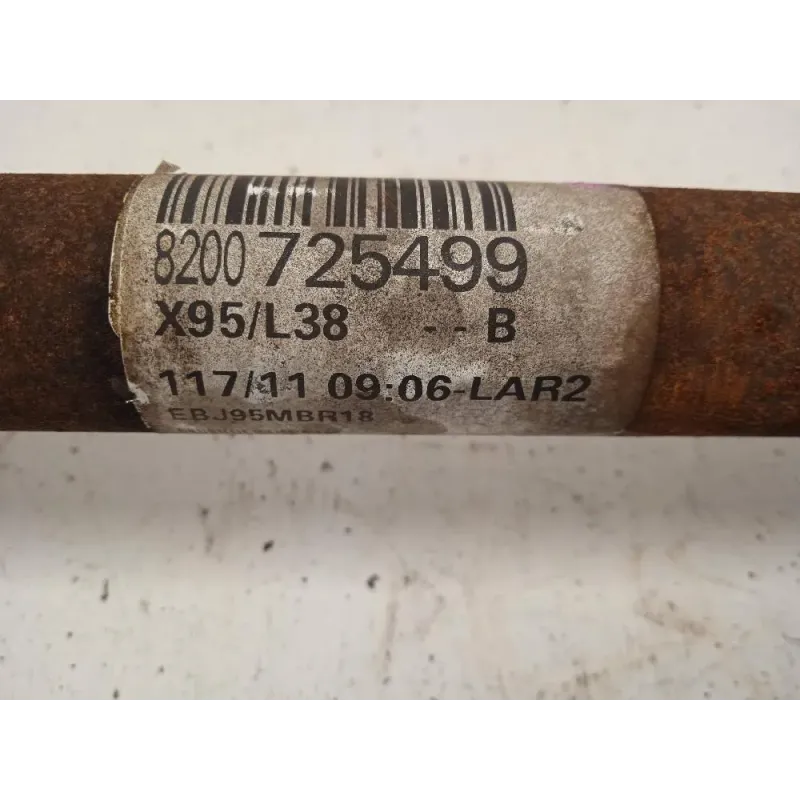 8200 725499
X95/L38 - - B
117/11 09:06-LAR2
EBJ95MBR18